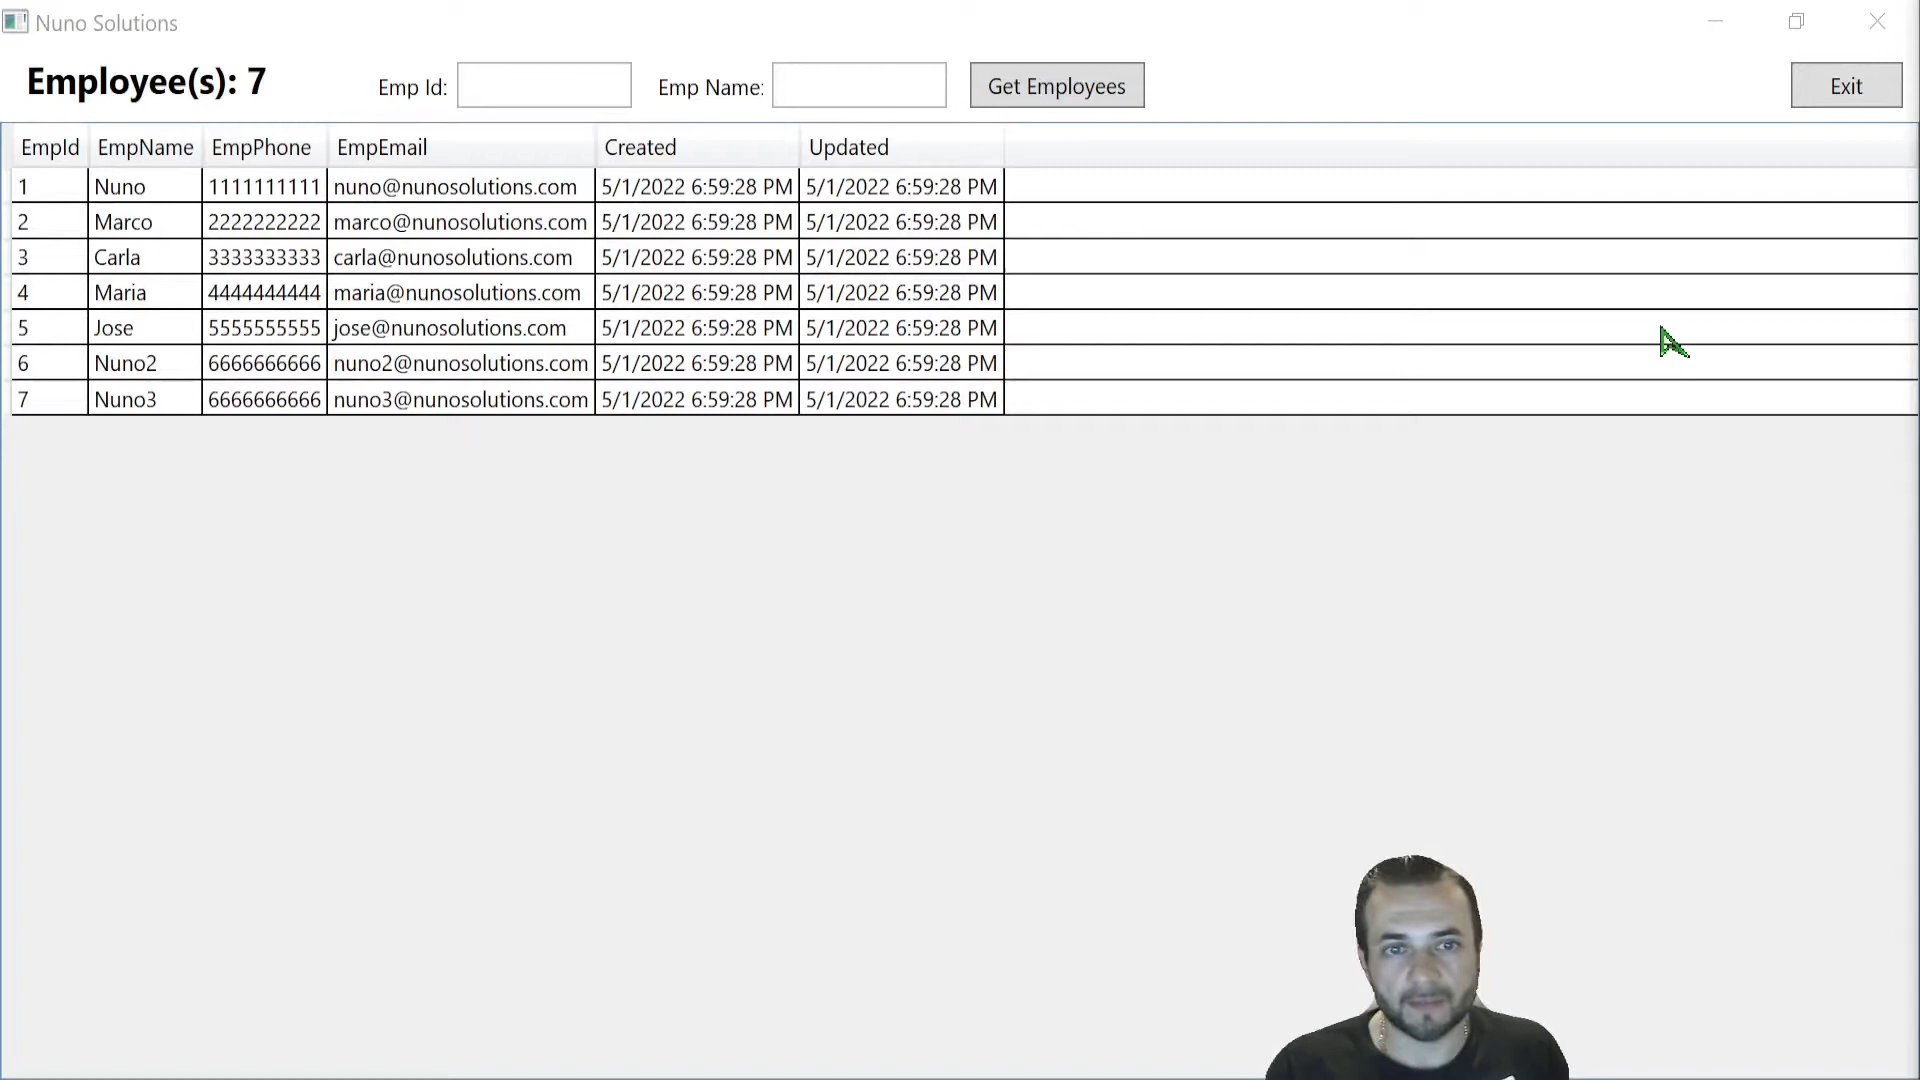 Nuno Solutions
Employee(s): 7 Emp Id: Emp Name: Get Employees Exit
EmpId EmpName EmpPhone EmpEmail Created Updated
1 Nuno 1111111111 nuno@nunosolutions.com 5/1/2022 6:59:28 PM 5/1/2022 6:59:28 PM
2 Marco 2222222222 marco@nunosolutions.com 5/1/2022 6:59:28 PM 5/1/2022 6:59:28 PM
3 Carla 3333333333 carla@nunosolutions.com 5/1/2022 6:59:28 PM 5/1/2022 6:59:28 PM
4 Maria 4444444444 maria@nunosolutions.com 5/1/2022 6:59:28 PM 5/1/2022 6:59:28 PM
5 Jose 5555555555 jose@nunosolutions.com 5/1/2022 6:59:28 PM 5/1/2022 6:59:28 PM
6 Nuno2 6666666666 nuno2@nunosolutions.com 5/1/2022 6:59:28 PM 5/1/2022 6:59:28 PM
7 Nuno3 6666666666 nuno3@nunosolutions.com 5/1/2022 6:59:28 PM 5/1/2022 6:59:28 PM